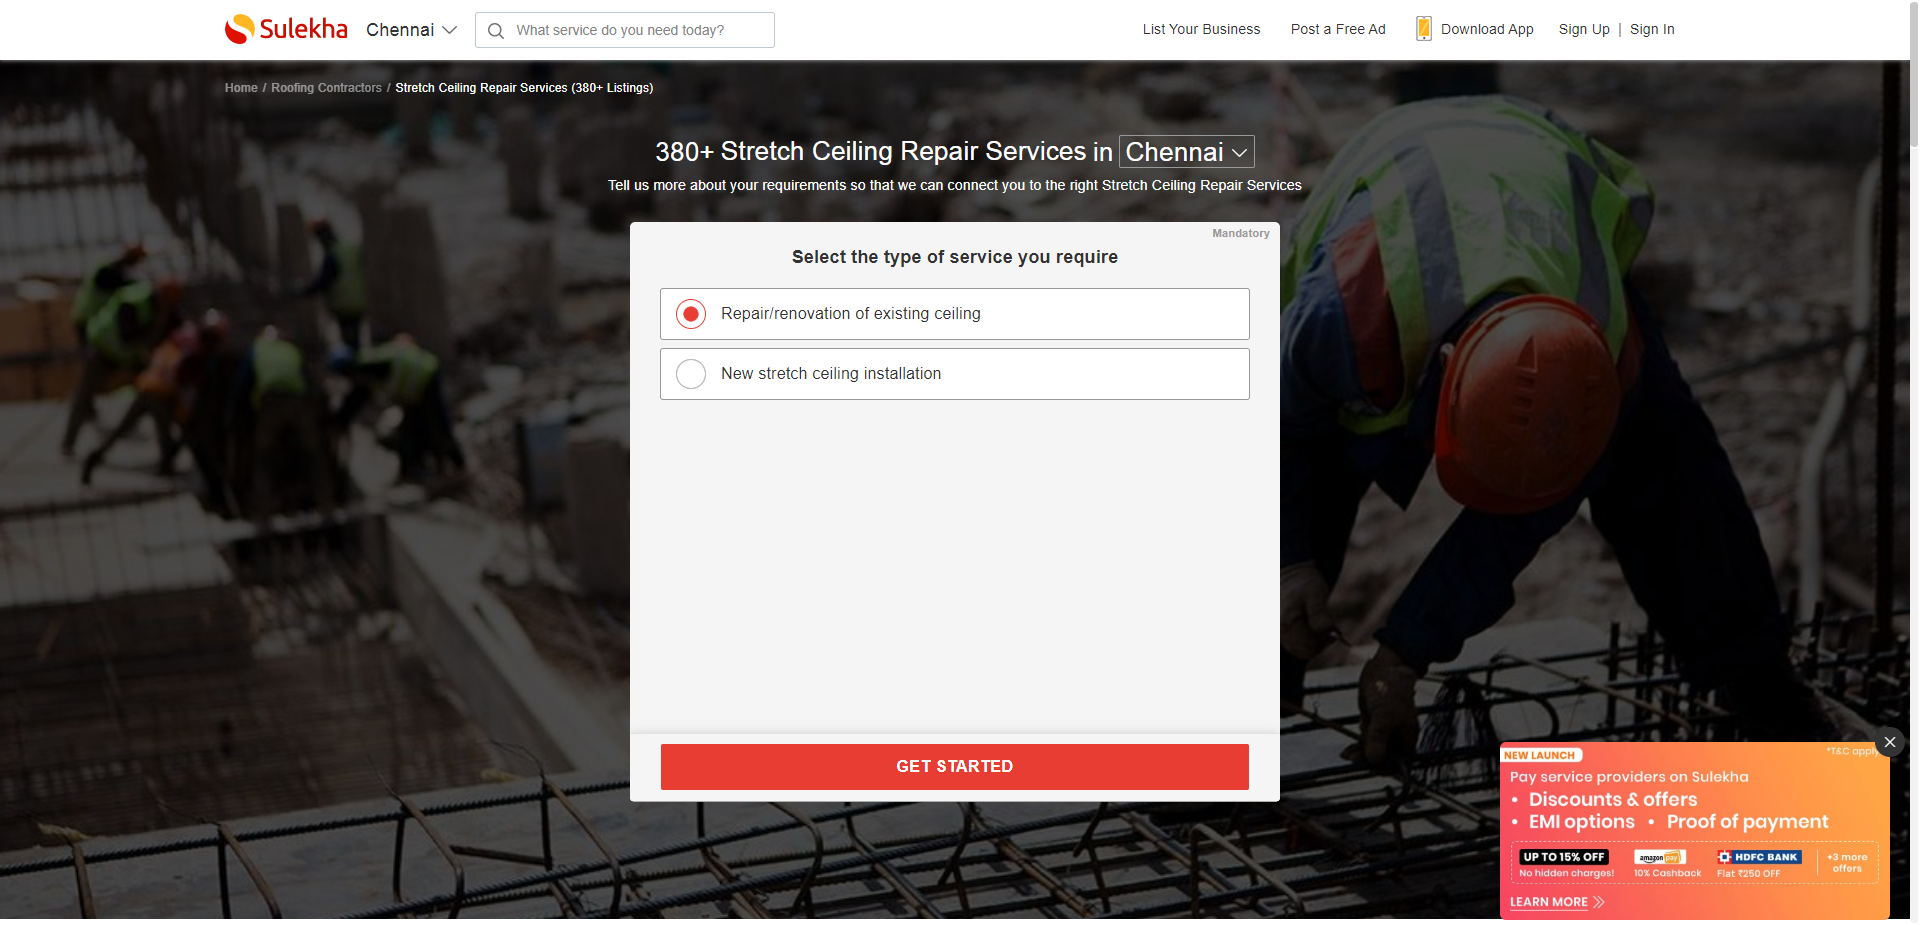 Sulekha
Chennai
What service do you need today?
List Your Business
Post a Free Ad
Download App
Sign Up | Sign In
Home / Roofing Contractors / Stretch Ceiling Repair Services (380+ Listings)
380+ Stretch Ceiling Repair Services in Chennai
Tell us more about your requirements so that we can connect you to the right Stretch Ceiling Repair Services
Mandatory
Select the type of service you require
Repair/renovation of existing ceiling
New stretch ceiling installation
GET STARTED
NEW LAUNCH
*T&C apply
Pay service providers on Sulekha
• Discounts & offers
• EMI options • Proof of payment
UP TO 15% OFF
No hidden charges!
amazon pay
10% Cashback
HDFC BANK
Flat ₹250 OFF
+3 more
offers
LEARN MORE